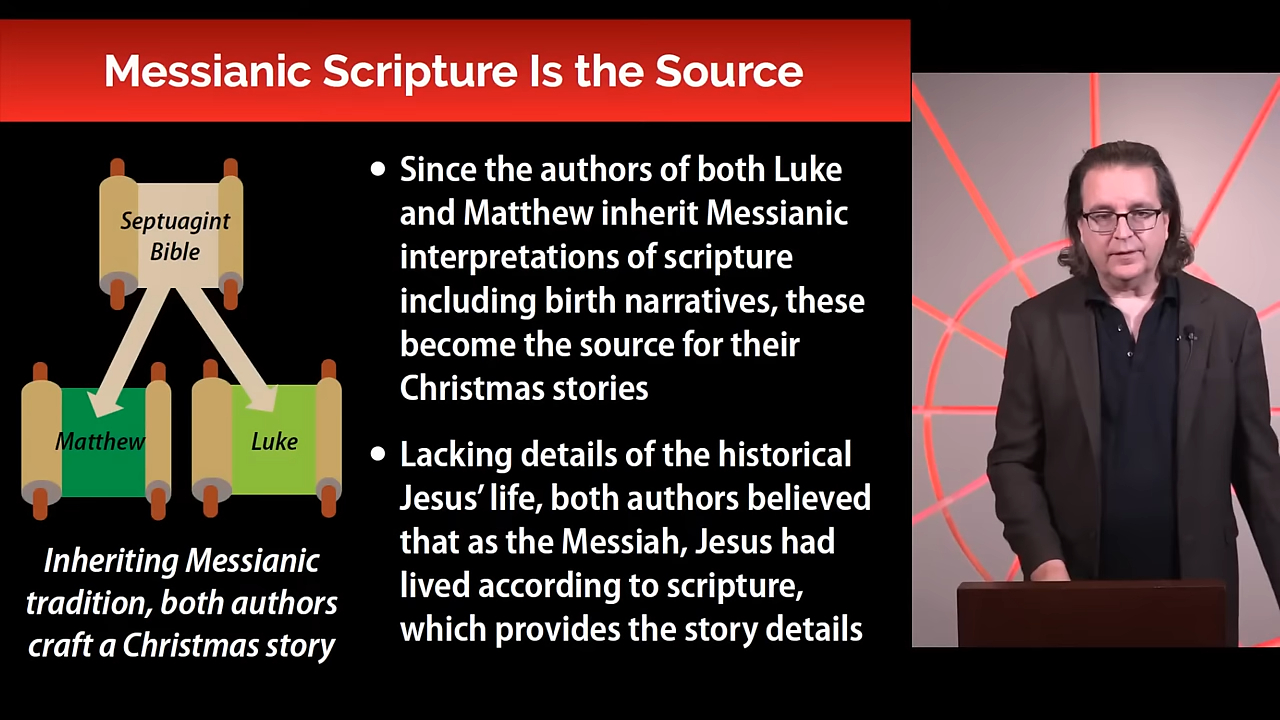 Messianic Scripture Is the Source
Septuagint
Bible
Matthew
Luke
Inheriting Messianic
tradition, both authors
craft a Christmas story
• Since the authors of both Luke
and Matthew inherit Messianic
interpretations of scripture
including birth narratives, these
become the source for their
Christmas stories
• Lacking details of the historical
Jesus’ life, both authors believed
that as the Messiah, Jesus had
lived according to scripture,
which provides the story details